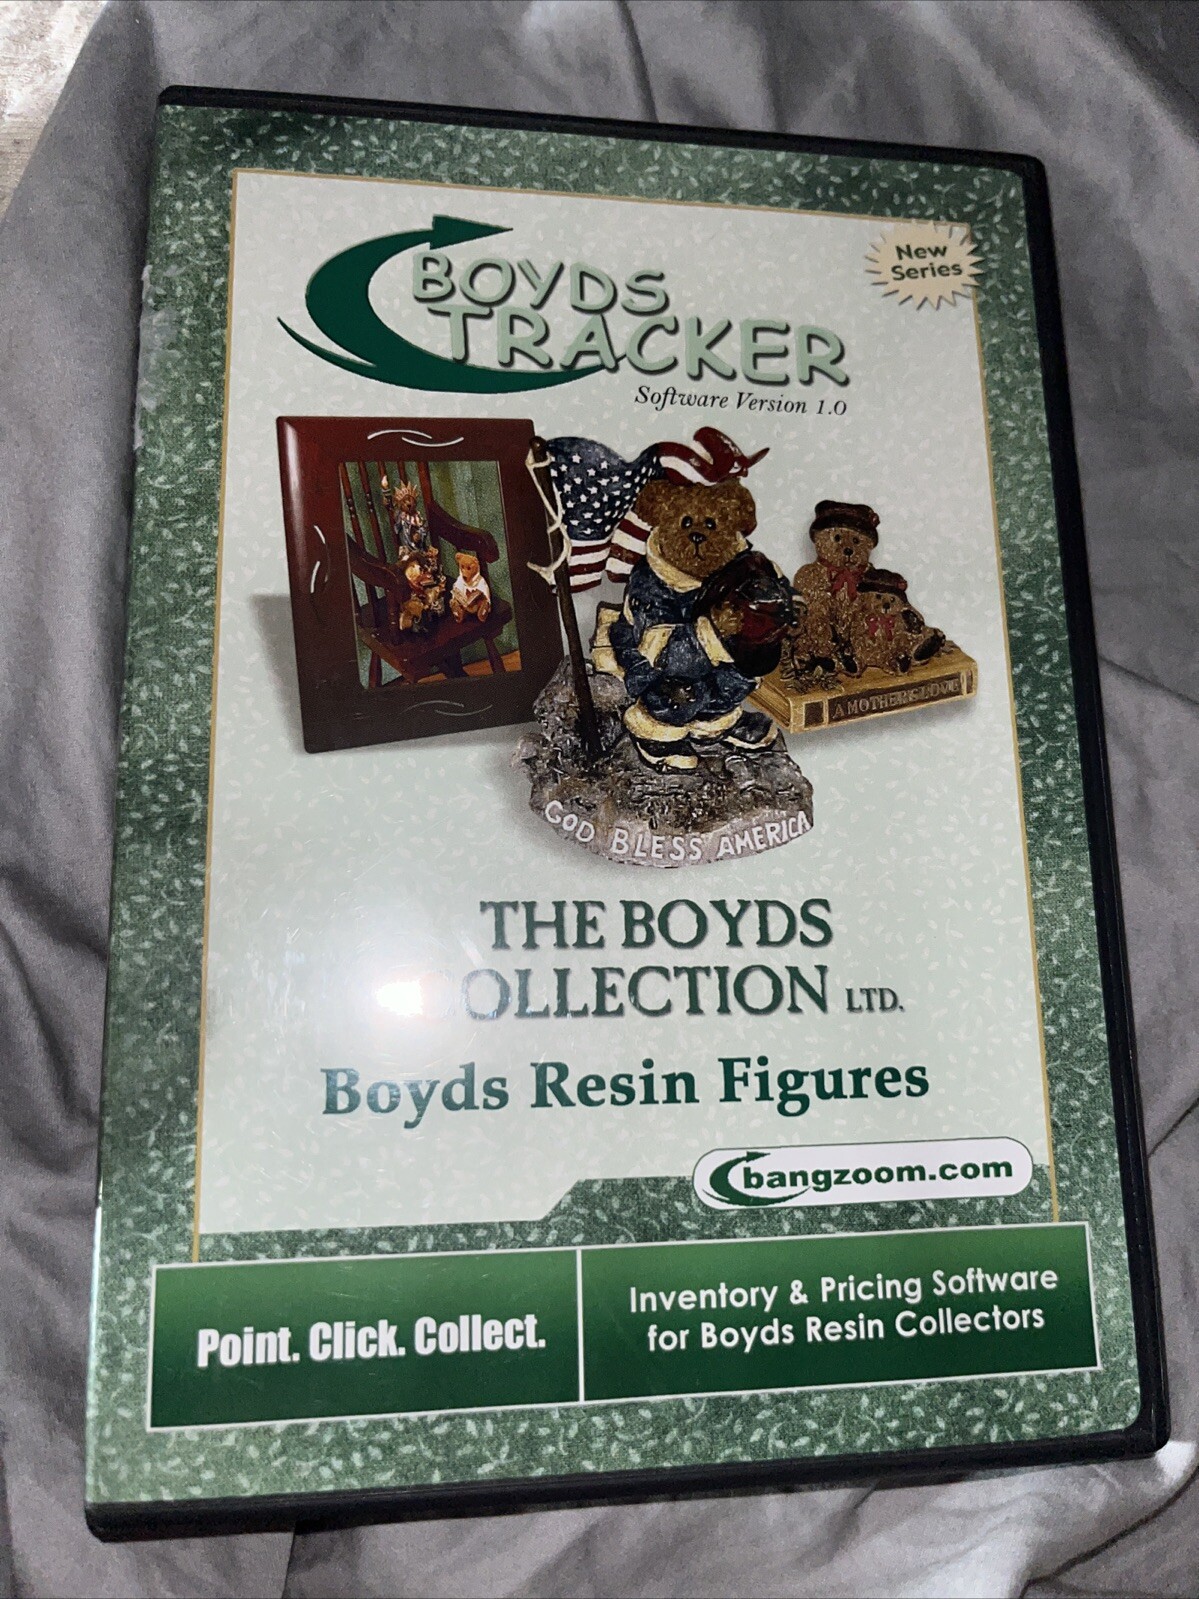 New
Series
BOYDS
TRACKER
Software Version 1.0
A MOTHER'S LOVE
GOD BLESS AMERICA
THE BOYDS
COLLECTION LTD.
Boyds Resin Figures
bangzoom.com
Point. Click. Collect.
Inventory & Pricing Software
for Boyds Resin Collectors